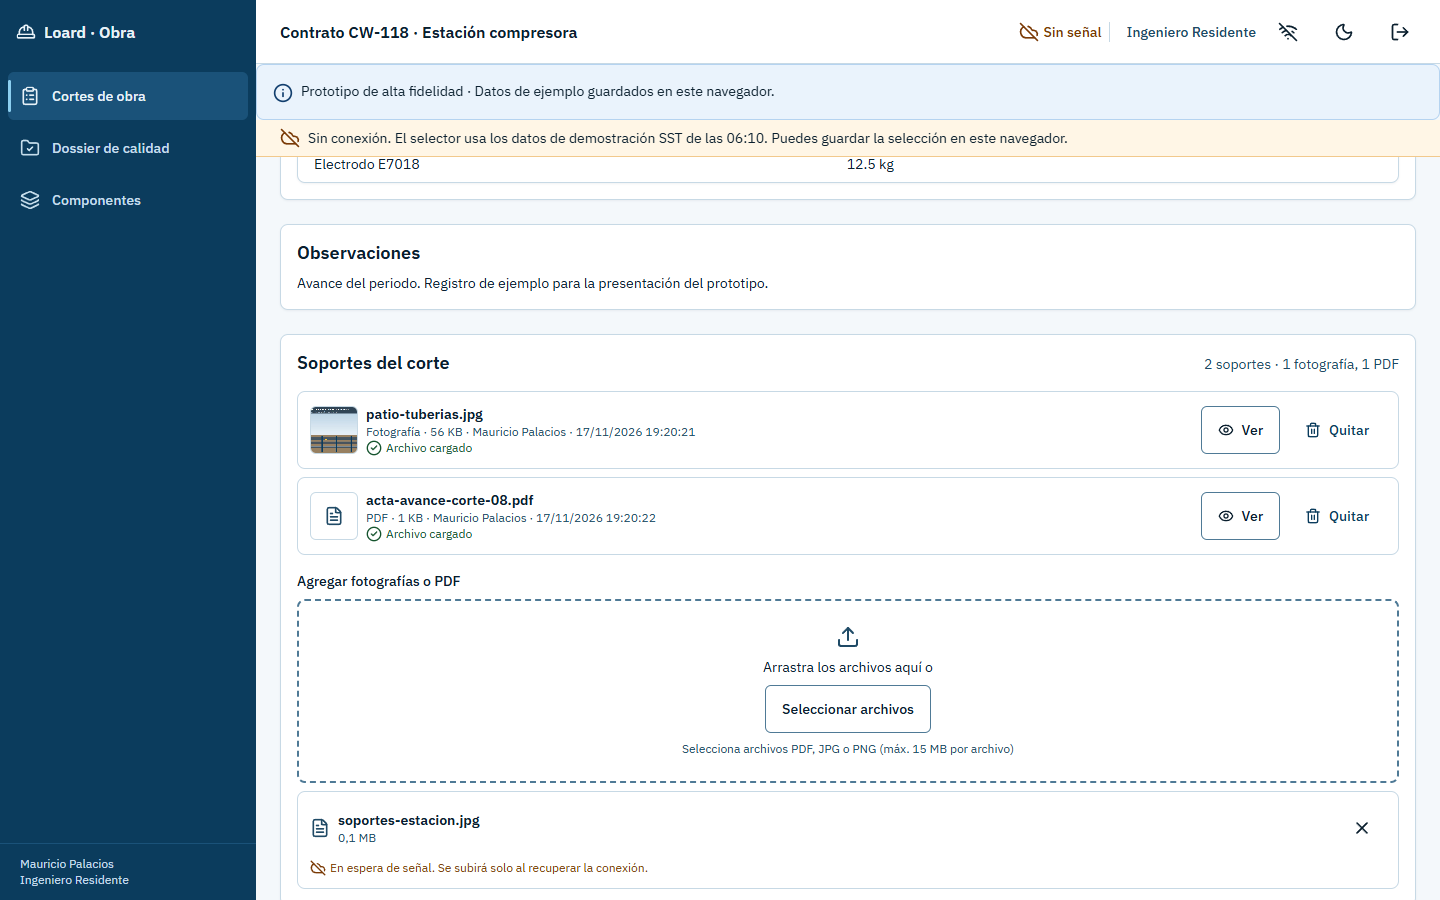 Loard · Obra
Cortes de obra
Dossier de calidad
Componentes
Mauricio Palacios
Ingeniero Residente
Contrato CW-118 · Estación compresora
Sin señal
Ingeniero Residente
Prototipo de alta fidelidad · Datos de ejemplo guardados en este navegador.
Sin conexión. El selector usa los datos de demostración SST de las 06:10. Puedes guardar la selección en este navegador.
Electrodo E7018 12.5 kg
Observaciones
Avance del periodo. Registro de ejemplo para la presentación del prototipo.
Soportes del corte
2 soportes · 1 fotografía, 1 PDF
patio-tuberias.jpg
Fotografía · 56 KB · Mauricio Palacios · 17/11/2026 19:20:21
Archivo cargado
Ver
Quitar
acta-avance-corte-08.pdf
PDF · 1 KB · Mauricio Palacios · 17/11/2026 19:20:22
Archivo cargado
Ver
Quitar
Agregar fotografías o PDF
Arrastra los archivos aquí o
Seleccionar archivos
Selecciona archivos PDF, JPG o PNG (máx. 15 MB por archivo)
soportes-estacion.jpg
0,1 MB
En espera de señal. Se subirá solo al recuperar la conexión.